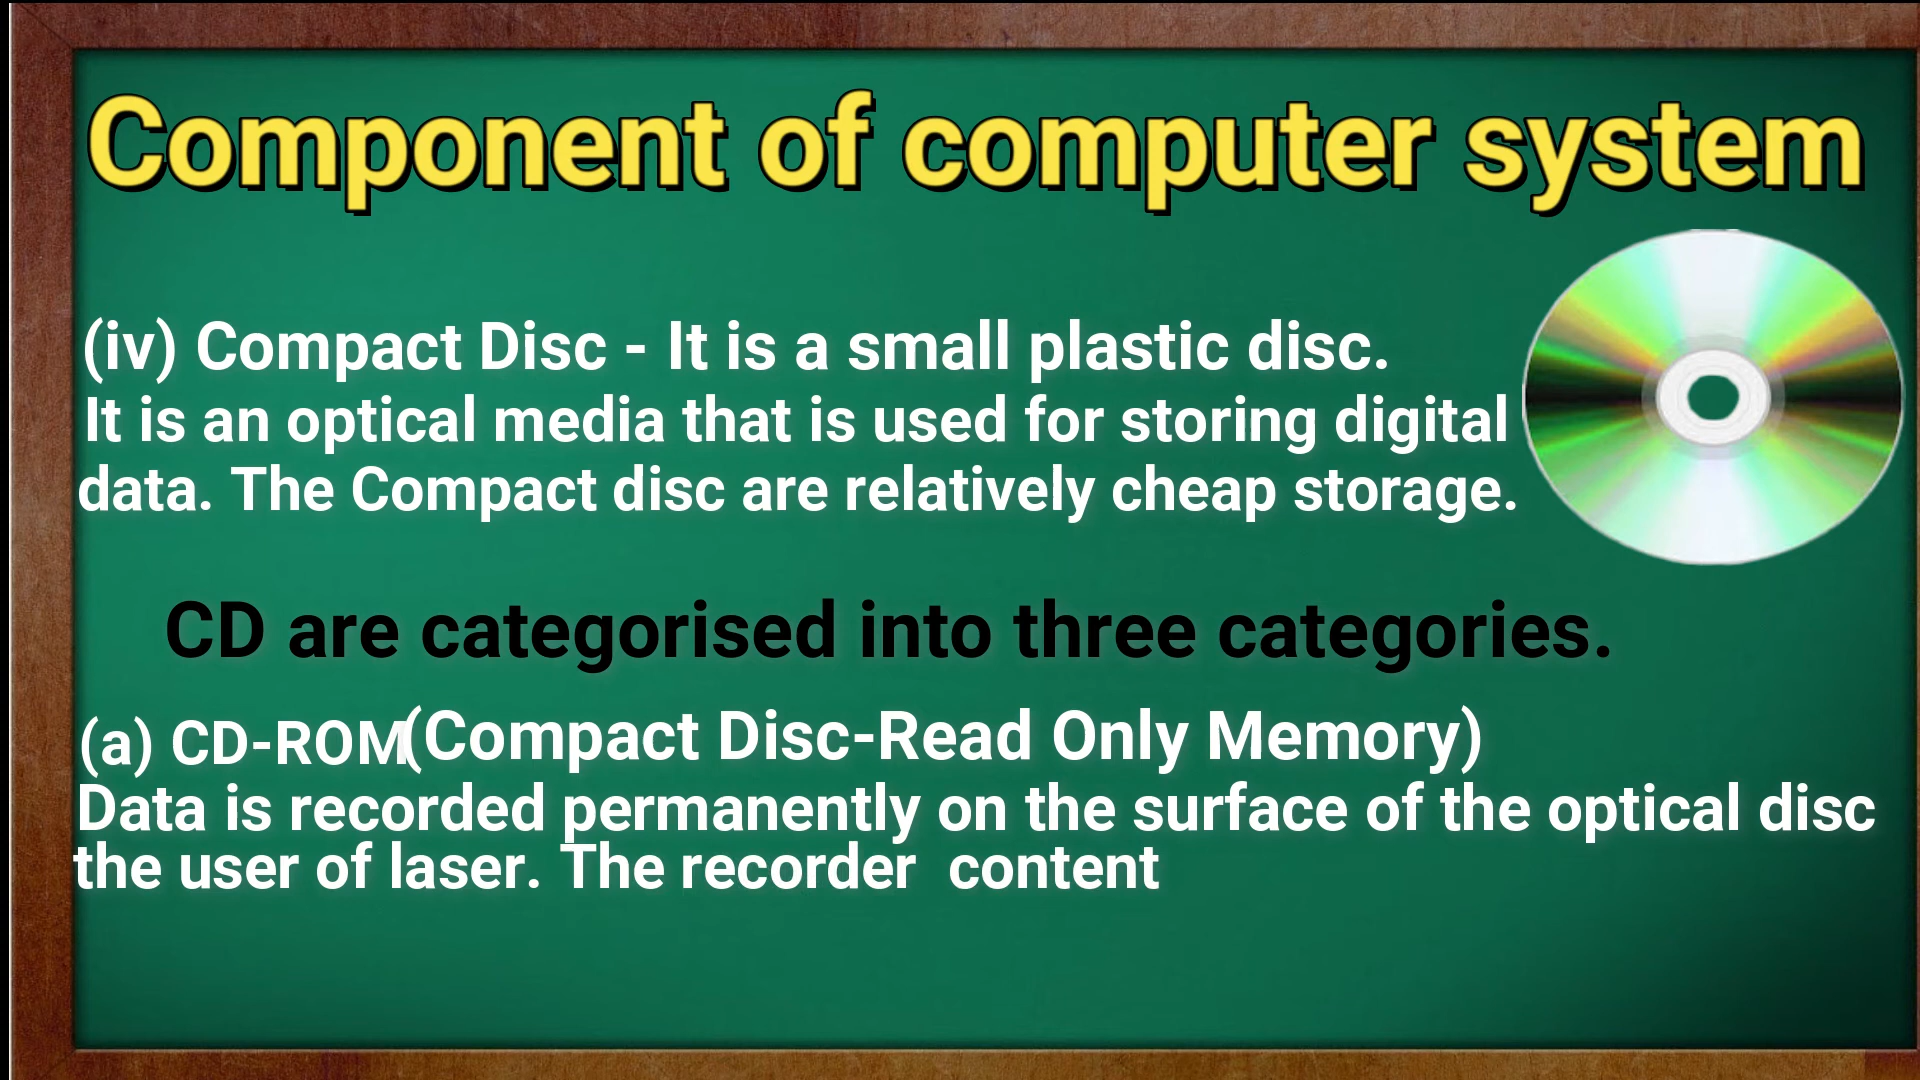 Component of computer system
(iv) Compact Disc - It is a small plastic disc.
It is an optical media that is used for storing digital
data. The Compact disc are relatively cheap storage.
CD are categorised into three categories.
(a) CD-ROM(Compact Disc-Read Only Memory)
Data is recorded permanently on the surface of the optical disc
the user of laser. The recorder content